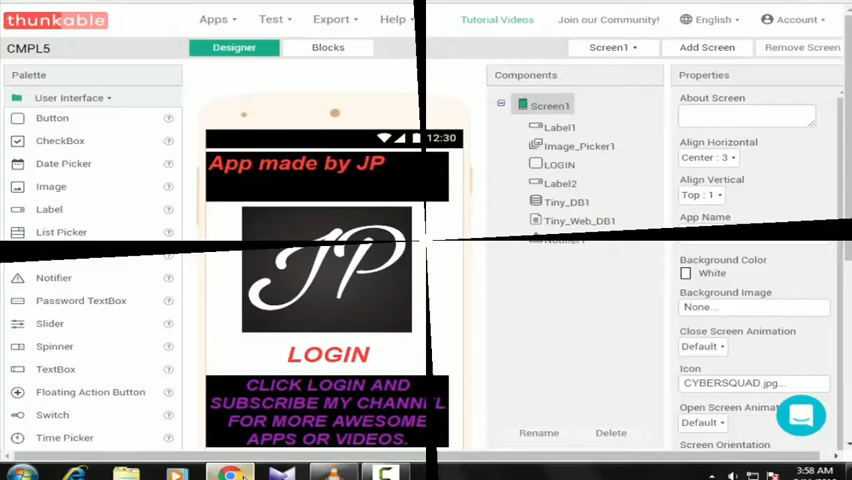 thunkable
Apps Test Export Help Tutorial Videos Join our Community! English Account
CMPL5 Designer Blocks Screen1 Add Screen Remove Screen
Palette
User Interface
Button
CheckBox
Date Picker
Image
Label
List Picker
Notifier
Password TextBox
Slider
Spinner
TextBox
Floating Action Button
Switch
Time Picker
12:30
App made by JP
JP
LOGIN
CLICK LOGIN AND
SUBSCRIBE MY CHANNEL
FOR MORE AWESOME
APPS OR VIDEOS.
Components
Screen1
Label1
Image_Picker1
LOGIN
Label2
Tiny_DB1
Tiny_Web_DB1
Rename Delete
Properties
About Screen
Align Horizontal
Center : 3
Align Vertical
Top : 1
App Name
Background Color
White
Background Image
None...
Close Screen Animation
Default
Icon
CYBERSQUAD.jpg...
Open Screen Animat
Default
Screen Orientation
3:58 AM